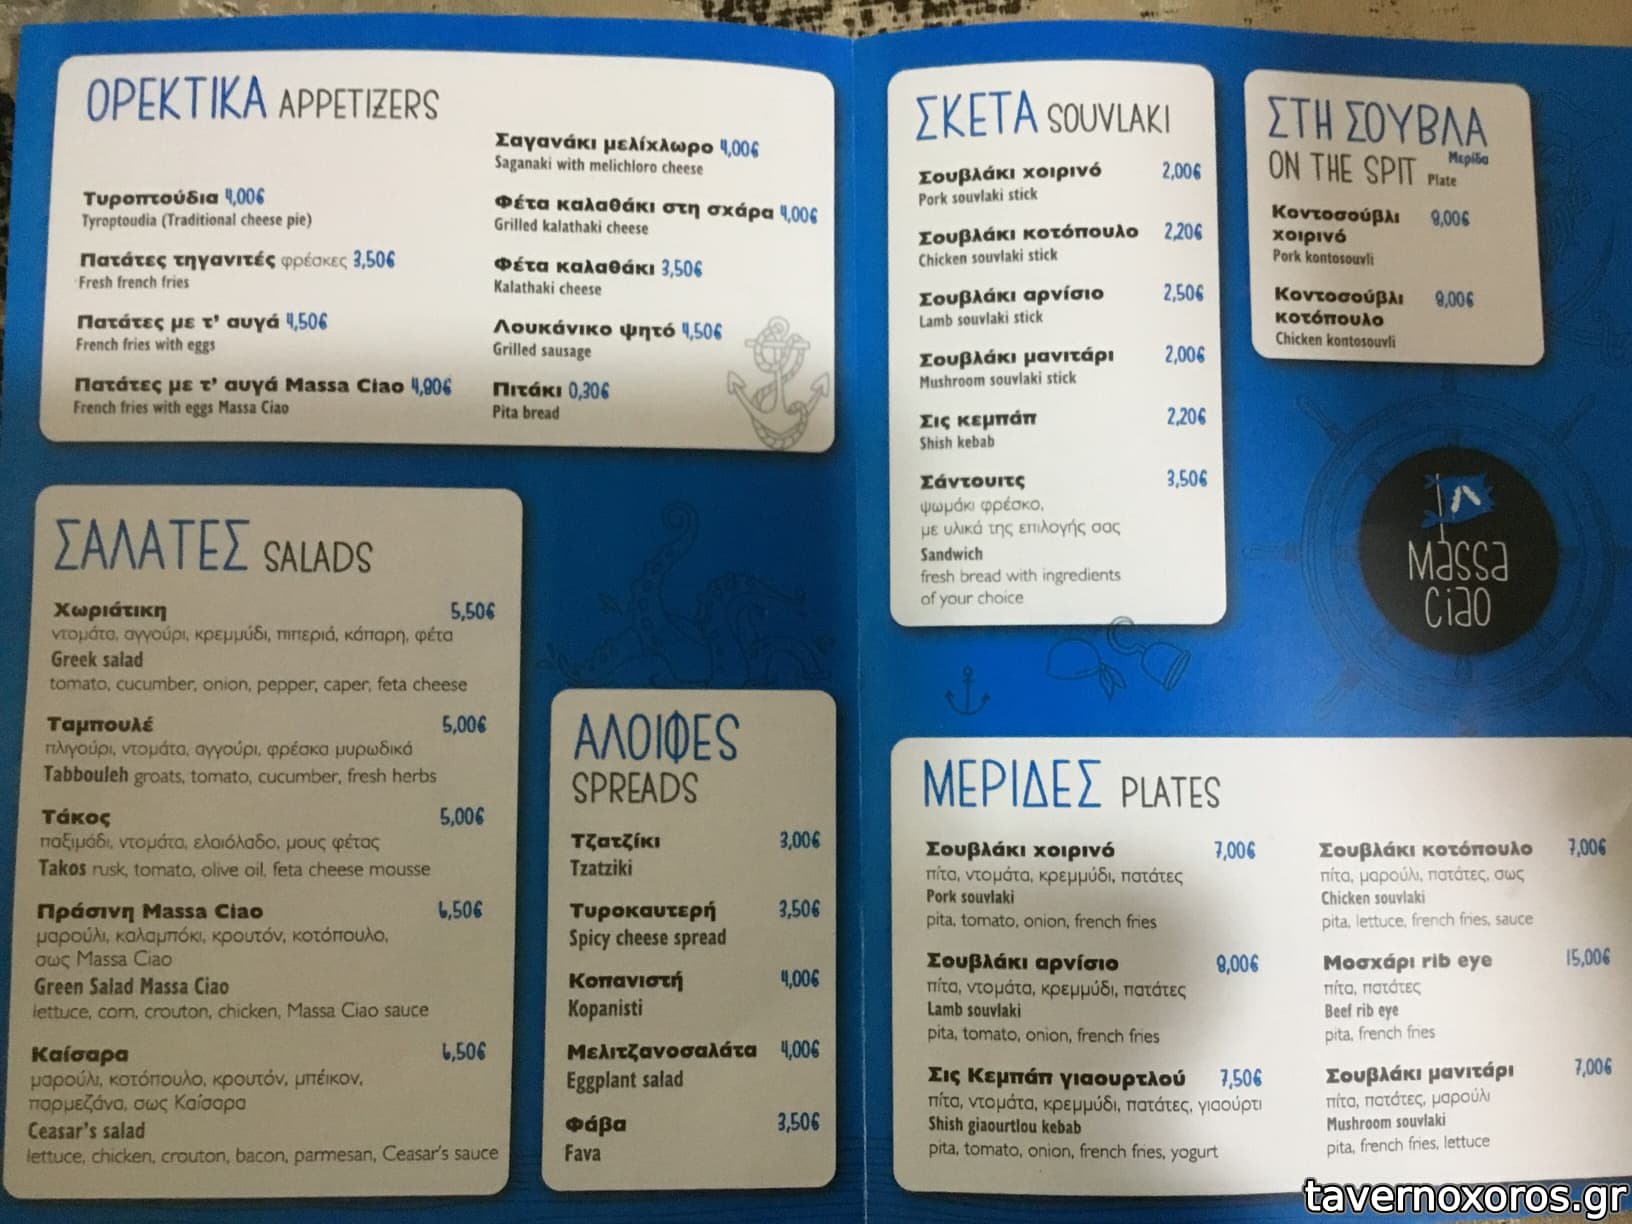 ΟΡΕΚΤΙΚΑ APPETIZERS
Τυροπτούδια 4,00€
Tyroptoudia (Traditional cheese pie)
Πατάτες τηγανιτές φρέσκες 3,50€
Fresh french fries
Πατάτες με τ' αυγά 4,50€
French fries with eggs
Πατάτες με τ' αυγά Massa Ciao 4,80€
French fries with eggs Massa Ciao
Σαγανάκι μελίχλωρο 4,00€
Saganaki with melichloro cheese
Φέτα καλαθάκι στη σχάρα 4,00€
Grilled kalathaki cheese
Φέτα καλαθάκι 3,50€
Kalathaki cheese
Λουκάνικο ψητό 4,50€
Grilled sausage
Πιτάκι 0,30€
Pita bread
ΣΑΛΑΤΕΣ SALADS
Χωριάτικη 5,50€
ντομάτα, αγγούρι, κρεμμύδι, πιπεριά, κάπαρη, φέτα
Greek salad
tomato, cucumber, onion, pepper, caper, feta cheese
Ταμπουλέ 5,00€
πλιγούρι, ντομάτα, αγγούρι, φρέσκα μυρωδικά
Tabbouleh groats, tomato, cucumber, fresh herbs
Τάκος 5,00€
παξιμάδι, ντομάτα, ελαιόλαδο, μους φέτας
Takos rusk, tomato, olive oil, feta cheese mousse
Πράσινη Massa Ciao 6,50€
μαρούλι, καλαμπόκι, κρουτόν, κοτόπουλο,
σως Massa Ciao
Green Salad Massa Ciao
lettuce, corn, crouton, chicken, Massa Ciao sauce
Καίσαρα 6,50€
μαρούλι, κοτόπουλο, κρουτόν, μπέικον,
παρμεζάνα, σως Καίσαρα
Ceasar's salad
lettuce, chicken, crouton, bacon, parmesan, Ceasar's sauce
ΑΛΟΙΦΕΣ
SPREADS
Τζατζίκι 3,00€
Tzatziki
Τυροκαυτερή 3,50€
Spicy cheese spread
Κοπανιστή 4,00€
Kopanisti
Μελιτζανοσαλάτα 4,00€
Eggplant salad
Φάβα 3,50€
Fava
ΣΚΕΤΑ SOUVLAKI
Σουβλάκι χοιρινό 2,00€
Pork souvlaki stick
Σουβλάκι κοτόπουλο 2,20€
Chicken souvlaki stick
Σουβλάκι αρνίσιο 2,50€
Lamb souvlaki stick
Σουβλάκι μανιτάρι 2,00€
Mushroom souvlaki stick
Σις κεμπάπ 2,20€
Shish kebab
Σάντουιτς 3,50€
ψωμάκι φρέσκο,
με υλικά της επιλογής σας
Sandwich
fresh bread with ingredients
of your choice
ΣΤΗ ΣΟΥΒΛΑ
ON THE SPIT Μερίδα
Plate
Κοντοσούβλι 8,00€
χοιρινό
Pork kontosouvli
Κοντοσούβλι 8,00€
κοτόπουλο
Chicken kontosouvli
Massa
Ciao
ΜΕΡΙΔΕΣ PLATES
Σουβλάκι χοιρινό 7,00€
πίτα, ντομάτα, κρεμμύδι, πατάτες
Pork souvlaki
pita, tomato, onion, french fries
Σουβλάκι αρνίσιο 8,00€
πίτα, ντομάτα, κρεμμύδι, πατάτες
Lamb souvlaki
pita, tomato, onion, french fries
Σις Κεμπάπ γιαουρτλού 7,50€
πίτα, ντομάτα, κρεμμύδι, πατάτες, γιαούρτι
Shish giaourtlou kebab
pita, tomato, onion, french fries, yogurt
Σουβλάκι κοτόπουλο 7,00€
πίτα, μαρούλι, πατάτες, σως
Chicken souvlaki
pita, lettuce, french fries, sauce
Μοσχάρι rib eye 15,00€
πίτα, πατάτες
Beef rib eye
pita, french fries
Σουβλάκι μανιτάρι 7,00€
πίτα, πατάτες, μαρούλι
Mushroom souvlaki
pita, french fries, lettuce
tavernoxoros.gr